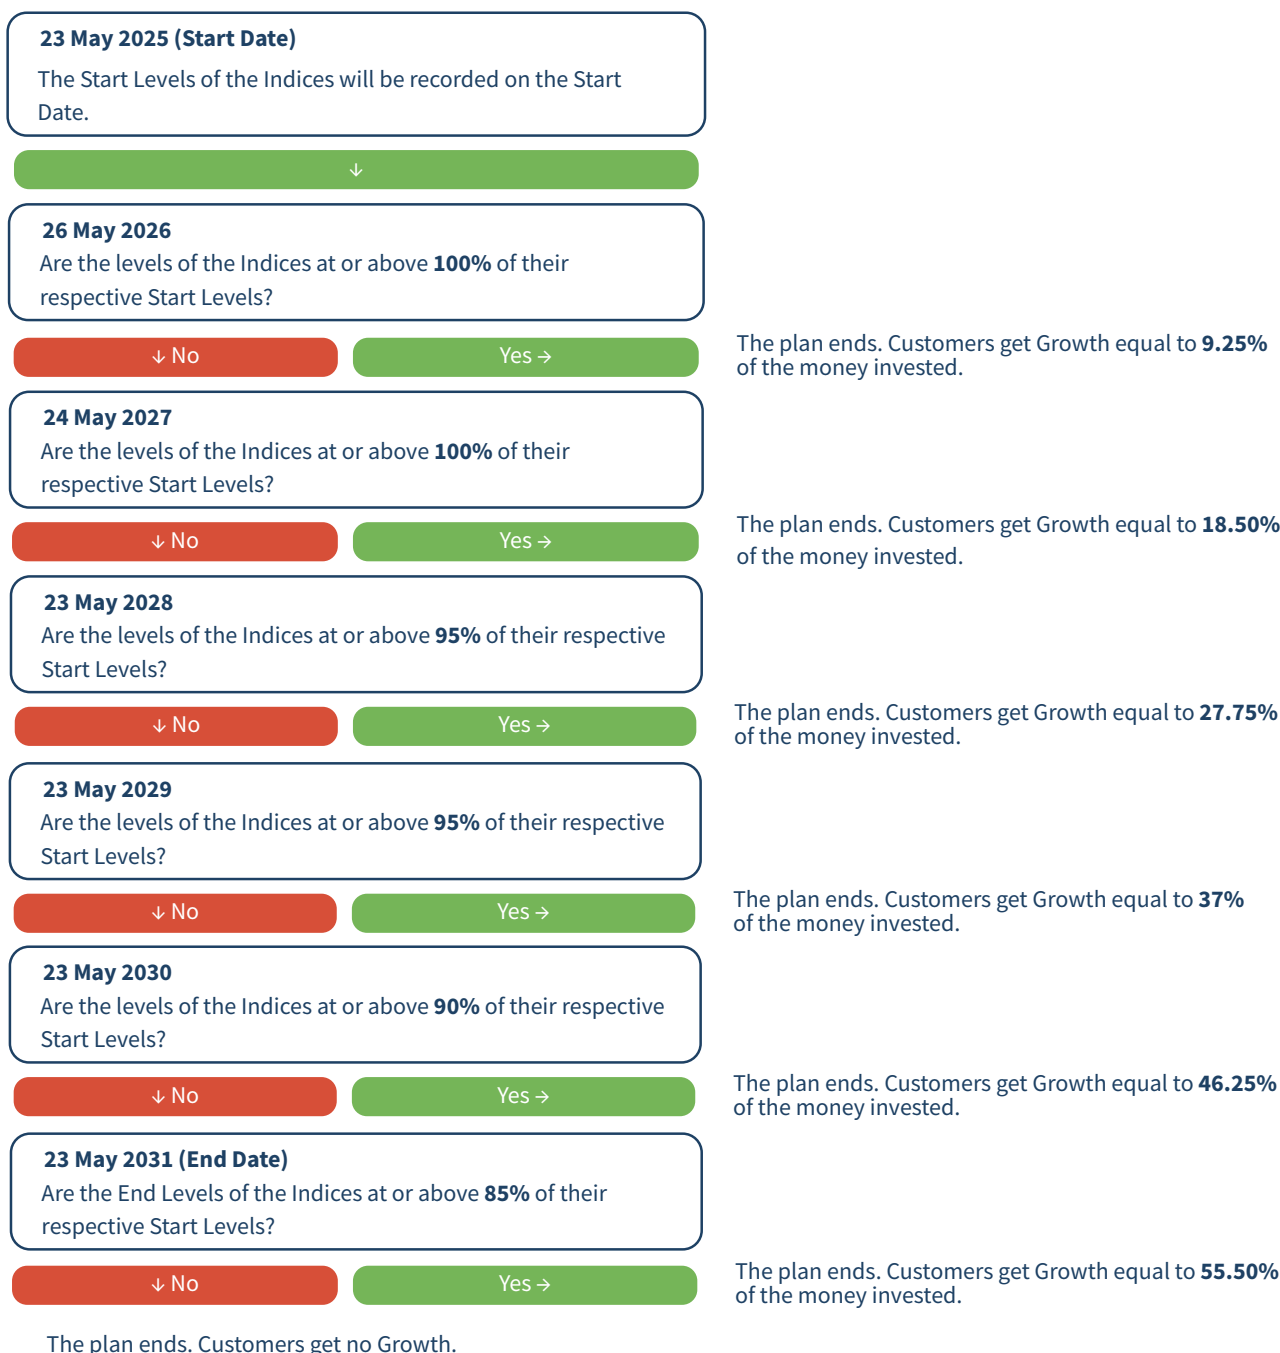 23 May 2025 (Start Date)
The Start Levels of the Indices will be recorded on the Start
Date.
↓
26 May 2026
Are the levels of the Indices at or above 100% of their
respective Start Levels?
↓ No
Yes →
The plan ends. Customers get Growth equal to 9.25%
of the money invested.
24 May 2027
Are the levels of the Indices at or above 100% of their
respective Start Levels?
↓ No
Yes →
The plan ends. Customers get Growth equal to 18.50%
of the money invested.
23 May 2028
Are the levels of the Indices at or above 95% of their respective
Start Levels?
↓ No
Yes →
The plan ends. Customers get Growth equal to 27.75%
of the money invested.
23 May 2029
Are the levels of the Indices at or above 95% of their respective
Start Levels?
↓ No
Yes →
The plan ends. Customers get Growth equal to 37%
of the money invested.
23 May 2030
Are the levels of the Indices at or above 90% of their respective
Start Levels?
↓ No
Yes →
The plan ends. Customers get Growth equal to 46.25%
of the money invested.
23 May 2031 (End Date)
Are the End Levels of the Indices at or above 85% of their
respective Start Levels?
↓ No
Yes →
The plan ends. Customers get Growth equal to 55.50%
of the money invested.
The plan ends. Customers get no Growth.